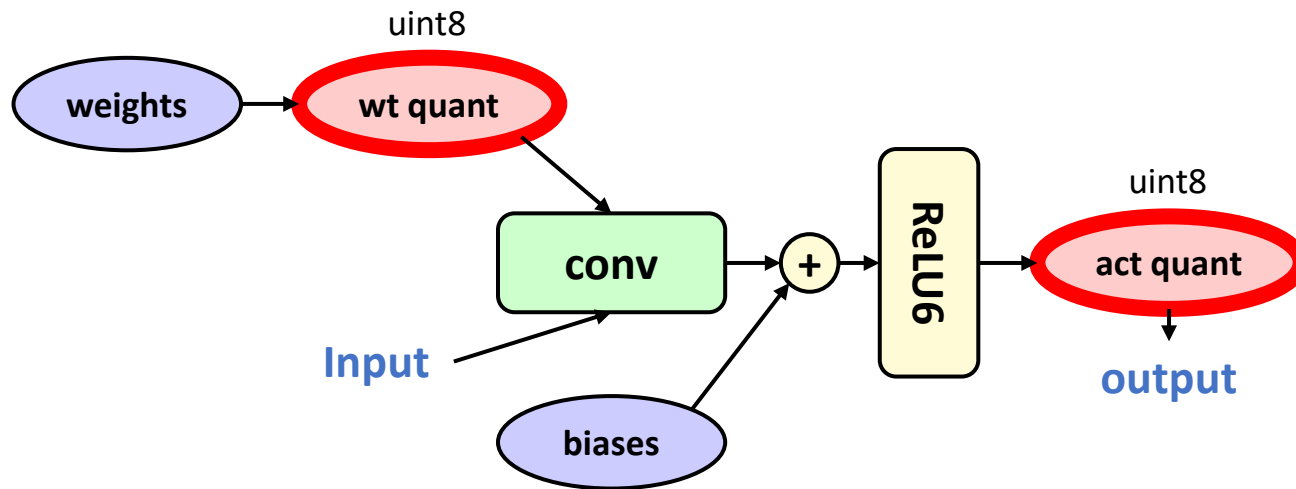 uint8
weights
wt quant
uint8
conv
+
ReLU6
act quant
Input
output
biases